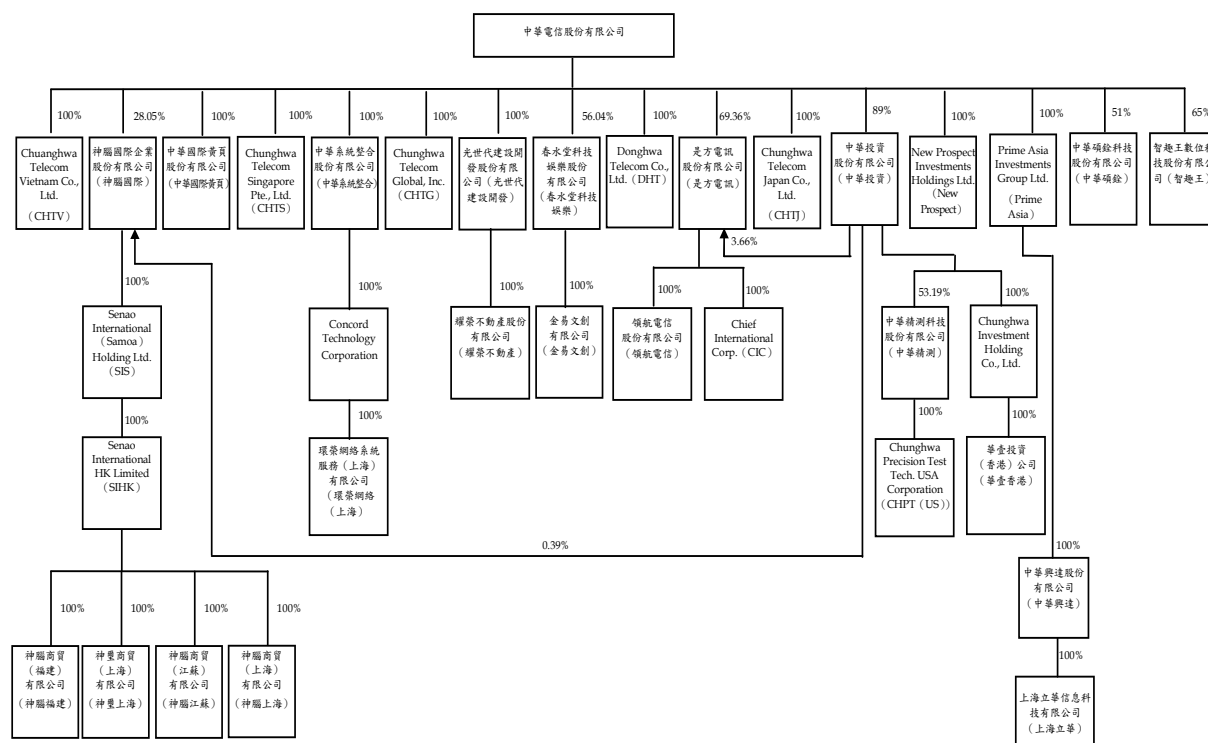 中華電信股份有限公司
100%
28.05%
100%
100%
100%
100%
100%
56.04%
100%
69.36%
100%
89%
100%
100%
51%
65%
Chuanghwa
Telecom
Vietnam Co.,
Ltd.
(CHTV)
神腦國際企業
股份有限公司
(神腦國際)
中華國際黃頁
股份有限公司
(中華國際黃頁)
Chunghwa
Telecom
Singapore
Pte., Ltd.
(CHTS)
中華系統整合
股份有限公司
(中華系統整合)
Chunghwa
Telecom
Global, Inc.
(CHTG)
光世代建設開
發股份有限公
司(光世代
建設開發)
春水堂科技
娛樂股份
有限公司
(春水堂科技
娛樂)
Donghwa
Telecom Co.,
Ltd. (DHT)
是方電訊
股份有限公司
(是方電訊)
Chunghwa
Telecom
Japan Co.,
Ltd.
(CHTJ)
中華投資
股份有限公司
(中華投資)
New Prospect
Investments
Holdings Ltd.
(New
Prospect)
Prime Asia
Investments
Group Ltd.
(Prime
Asia)
中華碩銓科技
股份有限公司
(中華碩銓)
智趣王數位科
技股份有限公
司(智趣王)
3.66%
100%
100%
100%
100%
100%
100%
53.19%
100%
Senao
International
(Samoa)
Holding Ltd.
(SIS)
Concord
Technology
Corporation
耀榮不動產股份
有限公司
(耀榮不動產)
金易文創
有限公司
(金易文創)
領航電信
股份有限公司
(領航電信)
Chief
International
Corp. (CIC)
中華精測科技
股份有限公司
(中華精測)
Chunghwa
Investment
Holding
Co., Ltd.
100%
100%
100%
100%
Senao
International
HK Limited
(SIHK)
環榮網絡系統
服務(上海)
有限公司
(環榮網絡
(上海)
Chunghwa
Precision Test
Tech. USA
Corporation
(CHPT(US))
華壹投資
(香港)公司
(華壹香港)
0.39%
100%
中華興達股份
有限公司
(中華興達)
100%
100%
100%
100%
100%
神腦商貿
(福建)
有限公司
(神腦福建)
神璽商貿
(上海)
有限公司
(神璽上海)
神腦商貿
(江蘇)
有限公司
(神腦江蘇)
神腦商貿
(上海)
有限公司
(神腦上海)
上海立華信息科
技有限公司
(上海立華)